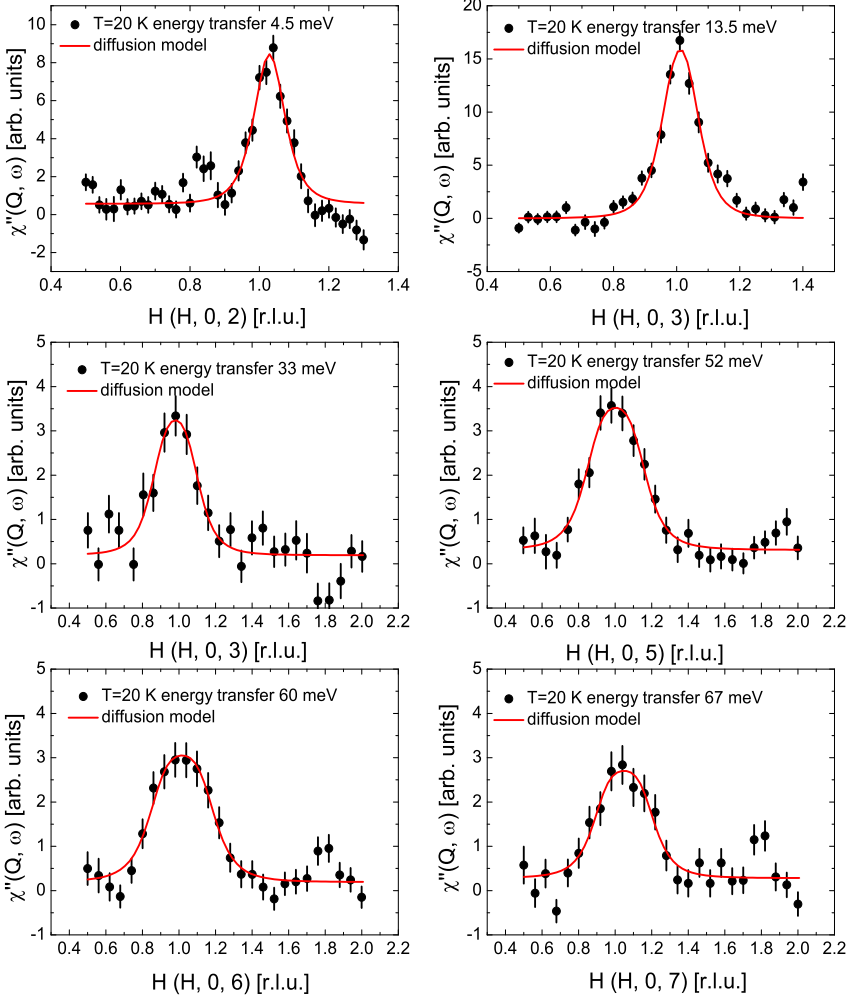 T=20 K energy transfer 4.5 meV
diffusion model
χ''(Q, ω) [arb. units]
10
8
6
4
2
0
-2
0.4 0.6 0.8 1.0 1.2 1.4
H (H, 0, 2) [r.l.u.]
T=20 K energy transfer 13.5 meV
diffusion model
χ''(Q, ω) [arb. units]
20
15
10
5
0
-5
0.4 0.6 0.8 1.0 1.2 1.4
H (H, 0, 3) [r.l.u.]
T=20 K energy transfer 33 meV
diffusion model
χ''(Q, ω) [arb. units]
5
4
3
2
1
0
-1
0.4 0.6 0.8 1.0 1.2 1.4 1.6 1.8 2.0 2.2
H (H, 0, 3) [r.l.u.]
T=20 K energy transfer 52 meV
diffusion model
χ''(Q, ω) [arb. units]
5
4
3
2
1
0
-1
0.4 0.6 0.8 1.0 1.2 1.4 1.6 1.8 2.0 2.2
H (H, 0, 5) [r.l.u.]
T=20 K energy transfer 60 meV
diffusion model
χ''(Q, ω) [arb. units]
5
4
3
2
1
0
-1
0.4 0.6 0.8 1.0 1.2 1.4 1.6 1.8 2.0 2.2
H (H, 0, 6) [r.l.u.]
T=20 K energy transfer 67 meV
diffusion model
χ''(Q, ω) [arb. units]
5
4
3
2
1
0
-1
0.4 0.6 0.8 1.0 1.2 1.4 1.6 1.8 2.0 2.2
H (H, 0, 7) [r.l.u.]